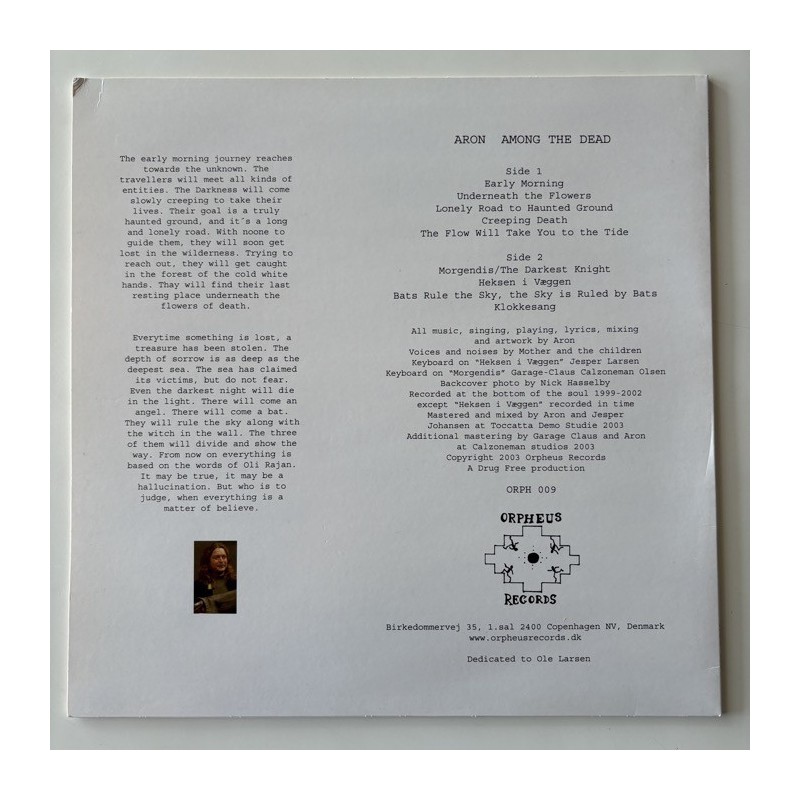 The early morning journey reaches
towards the unknown. The
travellers will meet all kinds of
entities. The Darkness will come
slowly creeping to take their
lives. Their goal is a truly
haunted ground, and it´s a long
and lonely road. With noone to
guide them, they will soon get
lost in the wilderness. Trying to
reach out, they will get caught
in the forest of the cold white
hands. Thay will find their last
resting place underneath the
flowers of death.
Everytime something is lost, a
treasure has been stolen. The
depth of sorrow is as deep as the
deepest sea. The sea has claimed
its victims, but do not fear.
Even the darkest night will die
in the light. There will come an
angel. There will come a bat.
They will rule the sky along with
the witch in the wall. The three
of them will divide and show the
way. From now on everything is
based on the words of Oli Rajan.
It may be true, it may be a
hallucination. But who is to
judge, when everything is a
matter of believe.
ARON AMONG THE DEAD
Side 1
Early Morning
Underneath the Flowers
Lonely Road to Haunted Ground
Creeping Death
The Flow Will Take You to the Tide
Side 2
Morgendis/The Darkest Knight
Heksen i Væggen
Bats Rule the Sky, the Sky is Ruled by Bats
Klokkesang
All music, singing, playing, lyrics, mixing
and artwork by Aron
Voices and noises by Mother and the children
Keyboard on "Heksen i Væggen" Jesper Larsen
Keyboard on "Morgendis" Garage-Claus Calzoneman Olsen
Backcover photo by Nick Hasselby
Recorded at the bottom of the soul 1999-2002
except "Heksen i Væggen" recorded in time
Mastered and mixed by Aron and Jesper
Johansen at Toccatta Demo Studie 2003
Additional mastering by Garage Claus and Aron
at Calzoneman studios 2003
Copyright 2003 Orpheus Records
A Drug Free production
ORPH 009
ORPHEUS
RECORDS
Birkedommervej 35, 1.sal 2400 Copenhagen NV, Denmark
www.orpheusrecords.dk
Dedicated to Ole Larsen